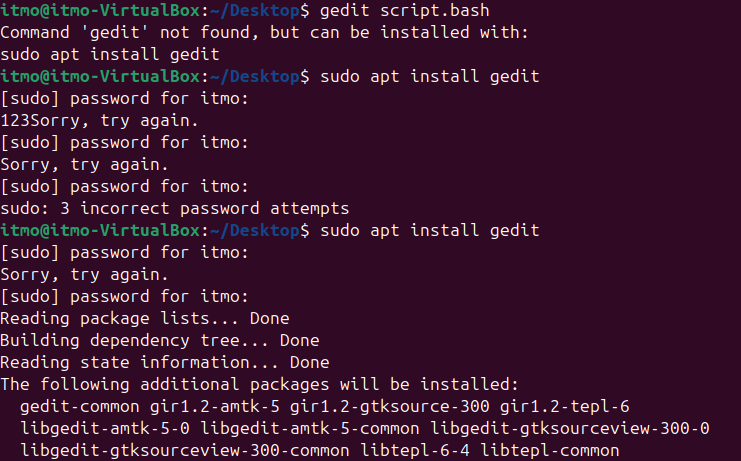 itmo@itmo-VirtualBox:~/Desktop$ gedit script.bash
Command 'gedit' not found, but can be installed with:
sudo apt install gedit
itmo@itmo-VirtualBox:~/Desktop$ sudo apt install gedit
[sudo] password for itmo:
123Sorry, try again.
[sudo] password for itmo:
Sorry, try again.
[sudo] password for itmo:
sudo: 3 incorrect password attempts
itmo@itmo-VirtualBox:~/Desktop$ sudo apt install gedit
[sudo] password for itmo:
Sorry, try again.
[sudo] password for itmo:
Reading package lists... Done
Building dependency tree... Done
Reading state information... Done
The following additional packages will be installed:
  gedit-common gir1.2-amtk-5 gir1.2-gtksource-300 gir1.2-tepl-6
  libgedit-amtk-5-0 libgedit-amtk-5-common libgedit-gtksourceview-300-0
  libgedit-gtksourceview-300-common libtepl-6-4 libtepl-common